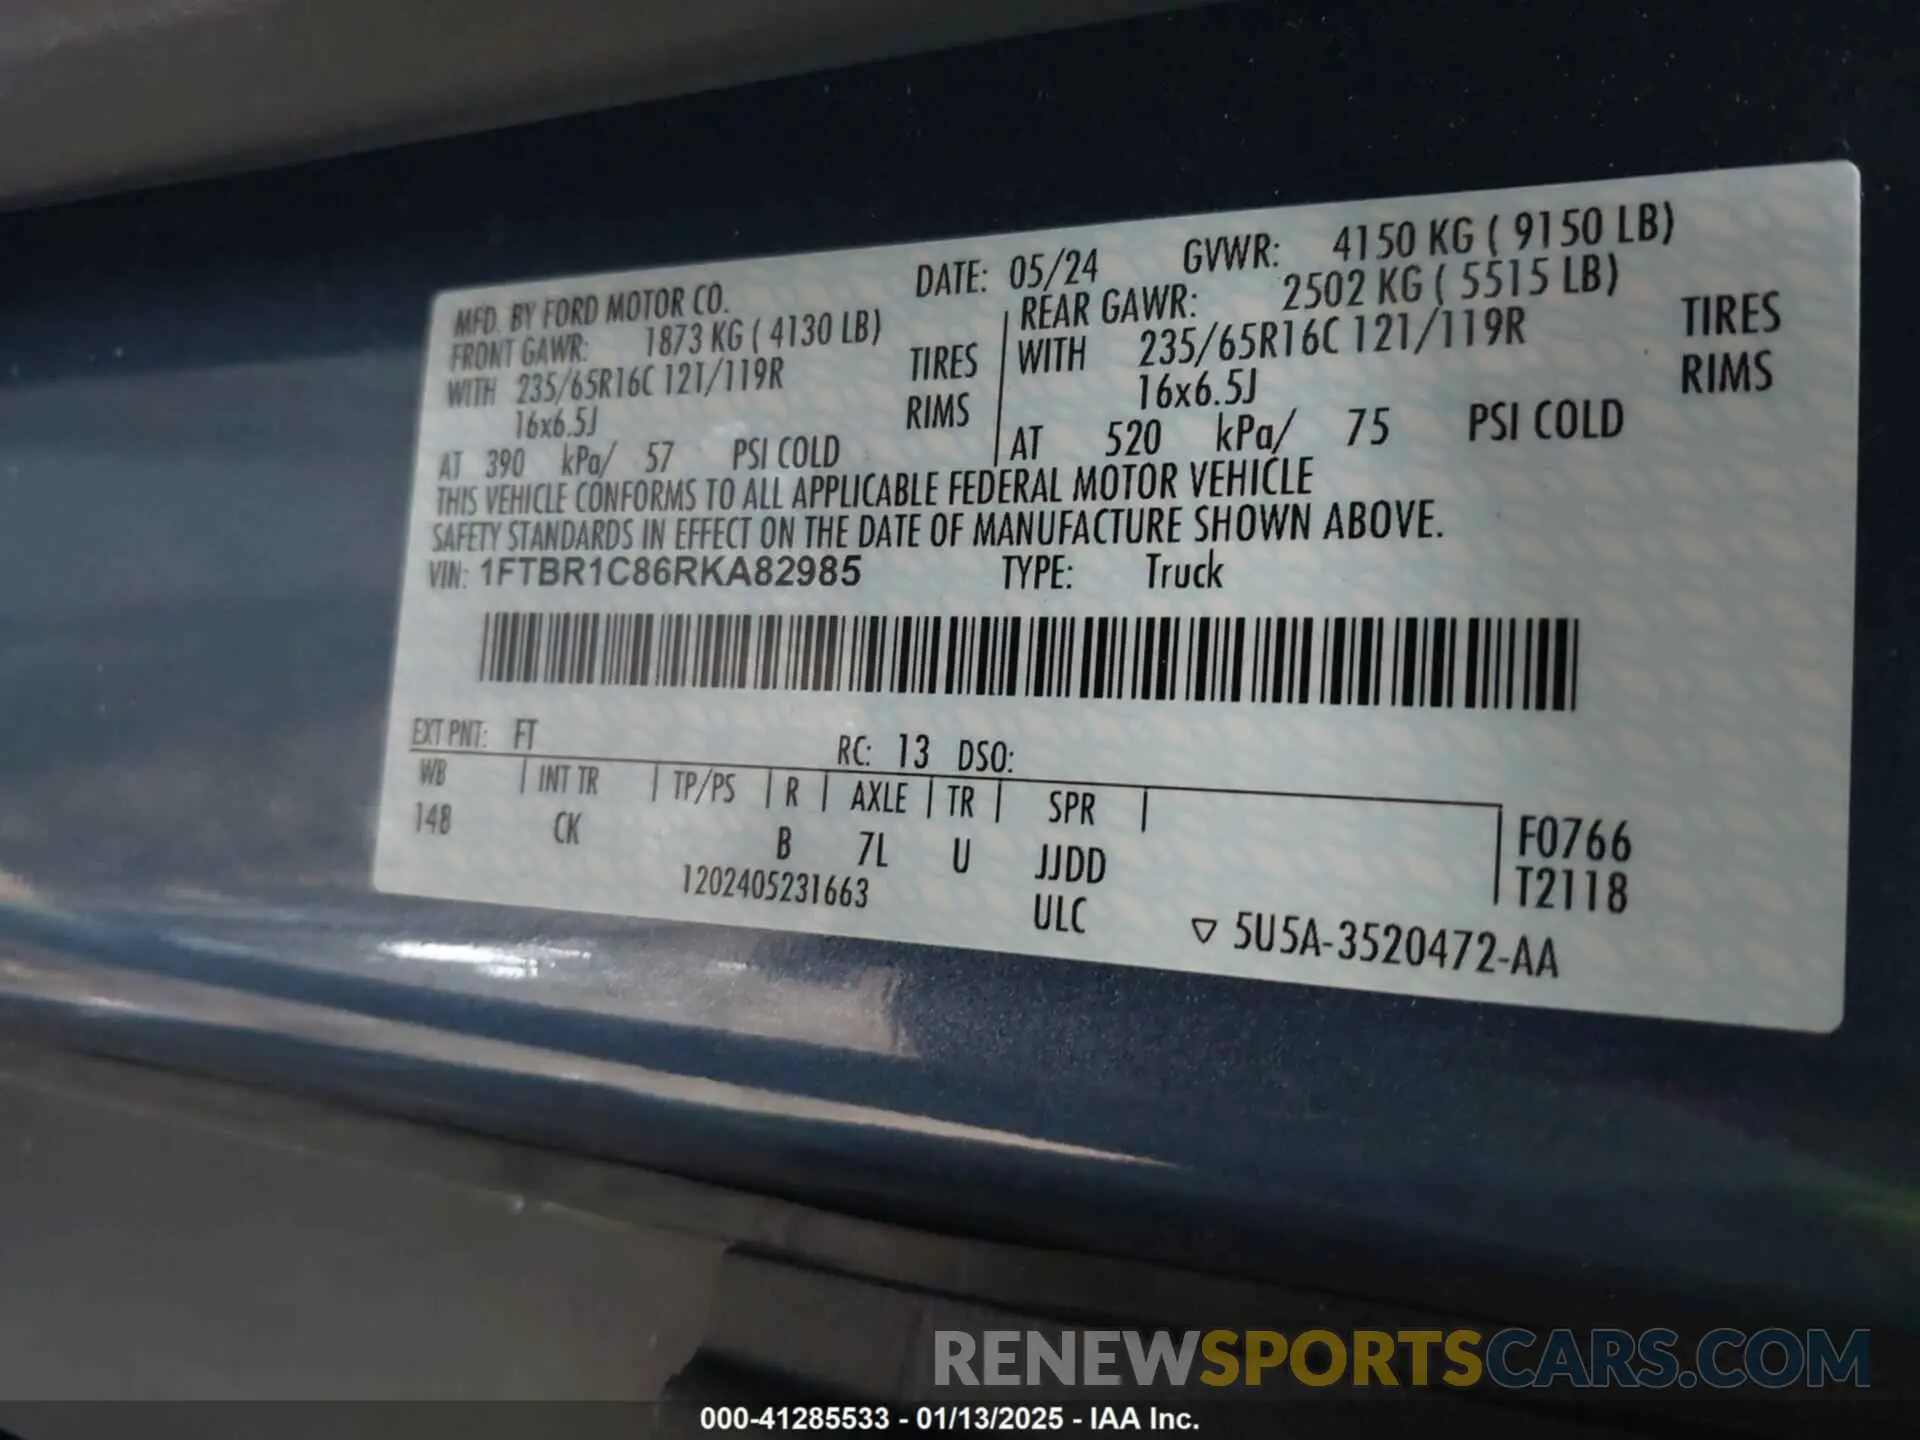 MFD. BY FORD MOTOR CO. DATE: 05/24 GVWR: 4150 KG ( 9150 LB)
FRONT GAWR: 1873 KG ( 4130 LB) REAR GAWR: 2502 KG ( 5515 LB)
WITH 235/65R16C 121/119R TIRES WITH 235/65R16C 121/119R TIRES
16x6.5J RIMS 16x6.5J RIMS
AT 390 kPa/ 57 PSI COLD AT 520 kPa/ 75 PSI COLD
THIS VEHICLE CONFORMS TO ALL APPLICABLE FEDERAL MOTOR VEHICLE
SAFETY STANDARDS IN EFFECT ON THE DATE OF MANUFACTURE SHOWN ABOVE.
VIN: 1FTBR1C86RKA82985 TYPE: Truck
EXT PNT: FT RC: 13 DSO:
WB INT TR TP/PS R AXLE TR SPR F0766
148 CK B 7L U JJDD T2118
1202405231663 ULC ▽ 5U5A-3520472-AA
RENEWSPORTSCARS.COM
000-41285533 - 01/13/2025 - IAA Inc.